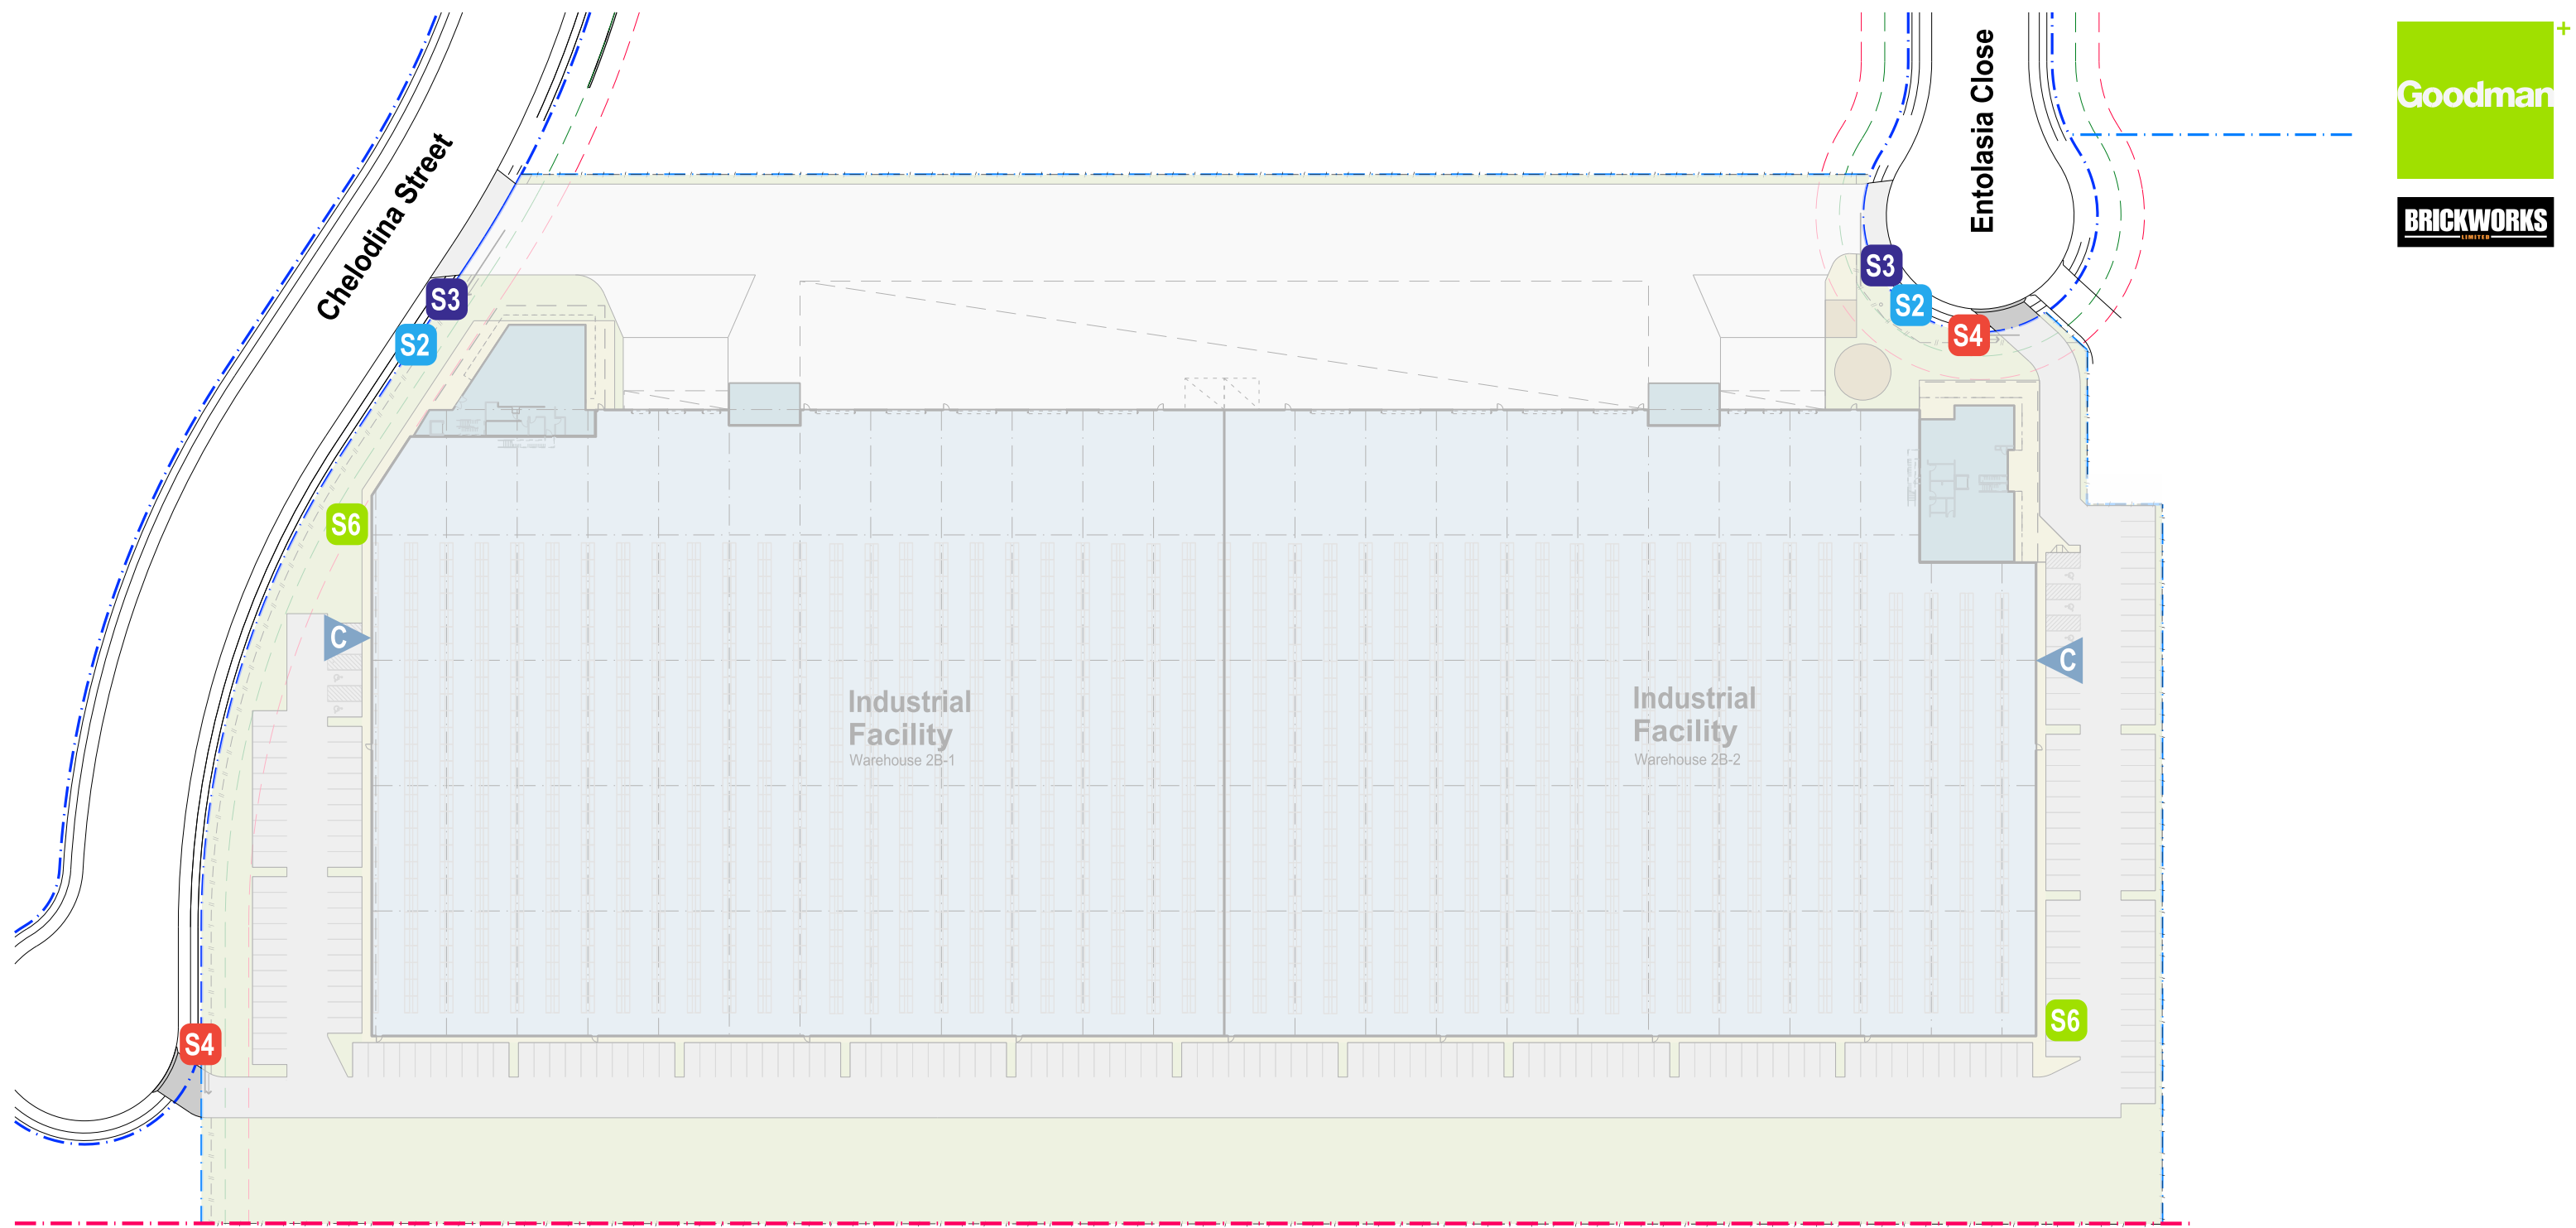 Chelodina Street
Entolasia Close
Goodman
+
BRICKWORKS
LIMITED
S3
S2
S3
S2
S4
S6
C
C
Industrial
Facility
Warehouse 2B-1
Industrial
Facility
Warehouse 2B-2
S4
S6